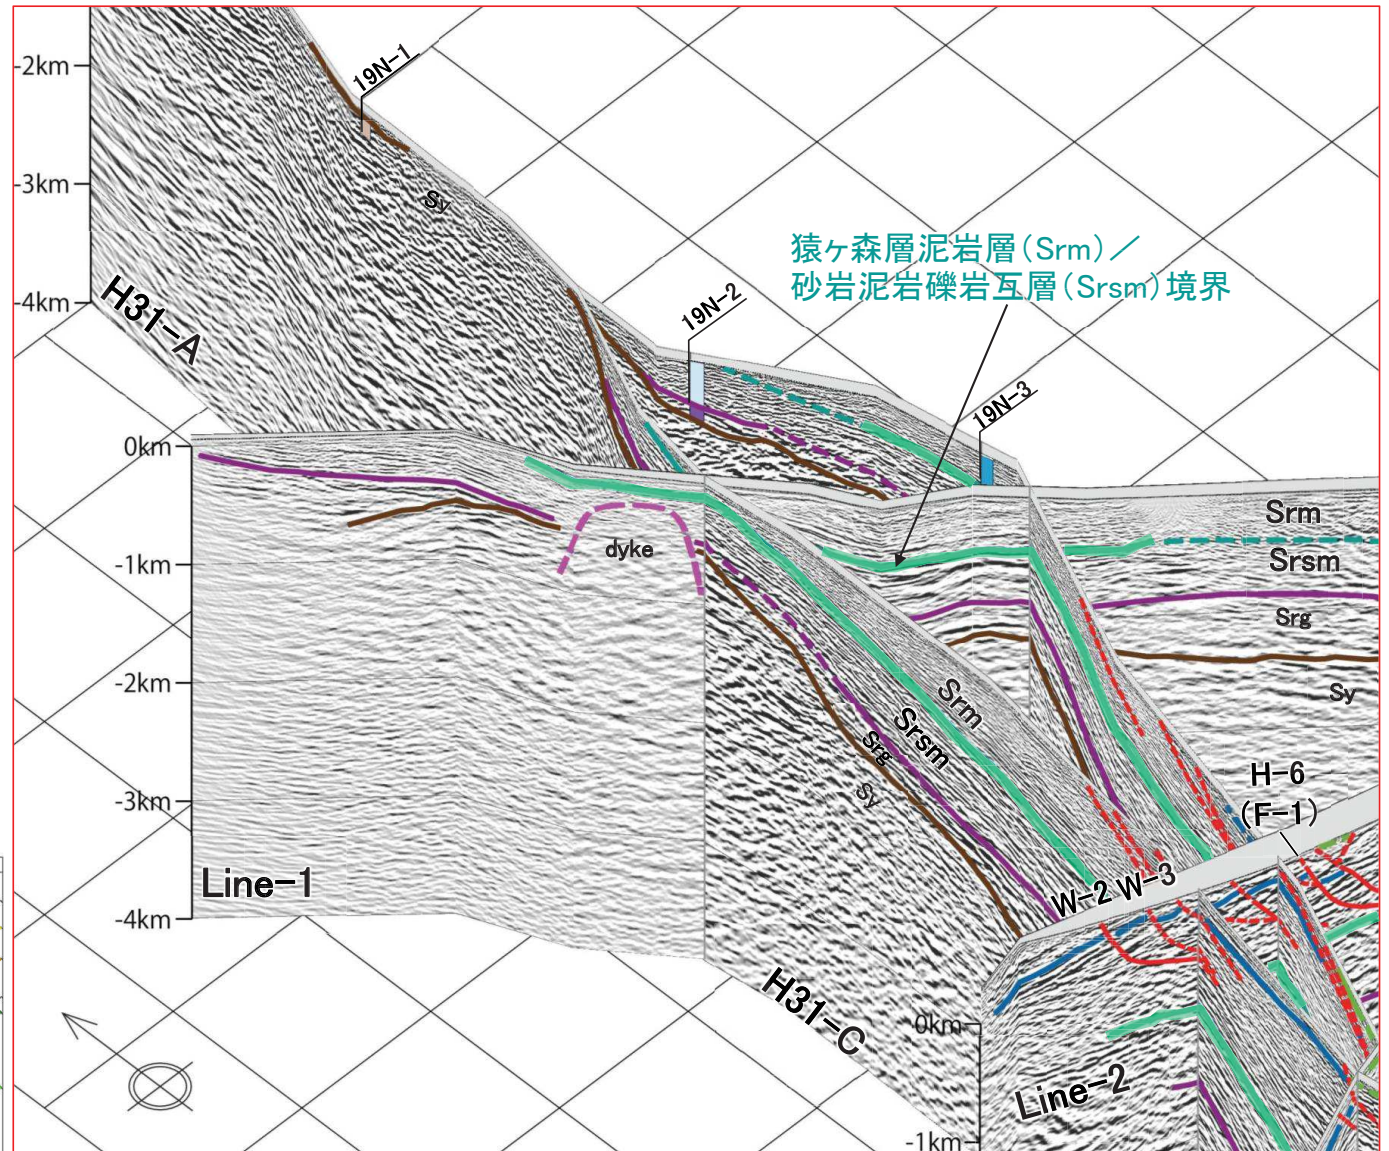 -2km
19N-1
-3km
Sy
-4km
H31-A
猿ヶ森層泥岩層(Srm)/
砂岩泥岩礫岩互層(Srsm)境界
19N-2
19N-3
0km
Srm
dyke
Srsm
-1km
Srg
-2km
Srm
Sy
Srsm
Srg
Sy
H-6
(F-1)
-3km
Line-1
W-2
W-3
-4km
H31-C
0km
Line-2
-1km